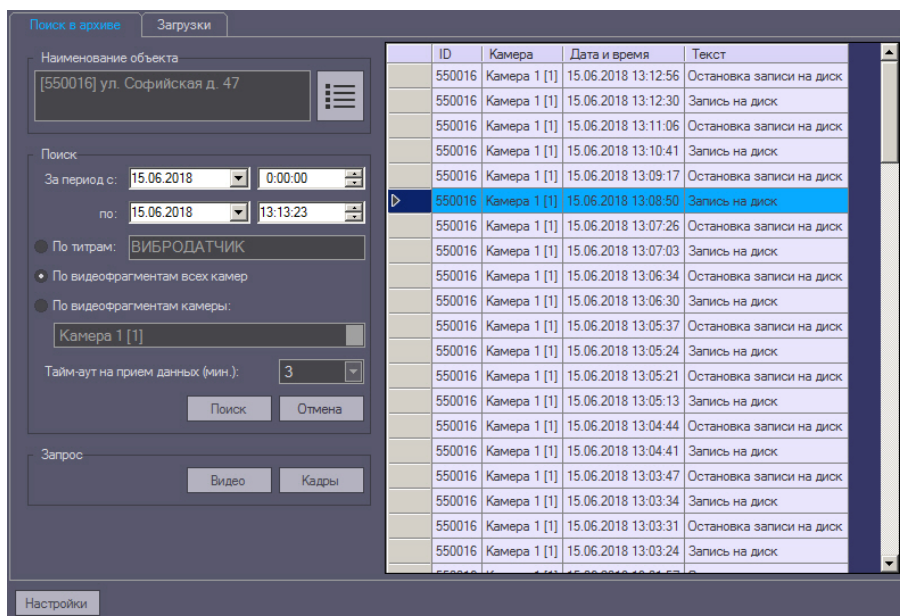 Поиск в архиве
Загрузки
Наименование объекта
[550016] ул. Софийская д. 47
Поиск
За период с: 15.06.2018 0:00:00
по: 15.06.2018 13:13:23
По титрам: ВИБРОДАТЧИК
По видеофрагментам всех камер
По видеофрагментам камеры:
Камера 1 [1]
Тайм-аут на прием данных (мин.): 3
Поиск Отмена
Запрос
Видео Кадры
ID Камера Дата и время Текст
550016 Камера 1 [1] 15.06.2018 13:12:56 Остановка записи на диск
550016 Камера 1 [1] 15.06.2018 13:12:30 Запись на диск
550016 Камера 1 [1] 15.06.2018 13:11:06 Остановка записи на диск
550016 Камера 1 [1] 15.06.2018 13:10:41 Запись на диск
550016 Камера 1 [1] 15.06.2018 13:09:17 Остановка записи на диск
550016 Камера 1 [1] 15.06.2018 13:08:50 Запись на диск
550016 Камера 1 [1] 15.06.2018 13:07:26 Остановка записи на диск
550016 Камера 1 [1] 15.06.2018 13:07:03 Запись на диск
550016 Камера 1 [1] 15.06.2018 13:06:34 Остановка записи на диск
550016 Камера 1 [1] 15.06.2018 13:06:30 Запись на диск
550016 Камера 1 [1] 15.06.2018 13:05:37 Остановка записи на диск
550016 Камера 1 [1] 15.06.2018 13:05:24 Запись на диск
550016 Камера 1 [1] 15.06.2018 13:05:21 Остановка записи на диск
550016 Камера 1 [1] 15.06.2018 13:05:13 Запись на диск
550016 Камера 1 [1] 15.06.2018 13:04:44 Остановка записи на диск
550016 Камера 1 [1] 15.06.2018 13:04:41 Запись на диск
550016 Камера 1 [1] 15.06.2018 13:03:47 Остановка записи на диск
550016 Камера 1 [1] 15.06.2018 13:03:34 Запись на диск
550016 Камера 1 [1] 15.06.2018 13:03:31 Остановка записи на диск
550016 Камера 1 [1] 15.06.2018 13:03:24 Запись на диск
Настройки